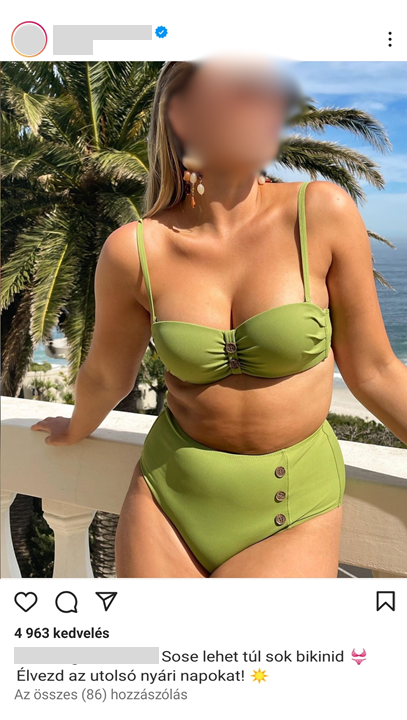 4 963 kedvelés
Sose lehet túl sok bikinid 👙
Élvezd az utolsó nyári napokat! ☀️
Az összes (86) hozzászólás